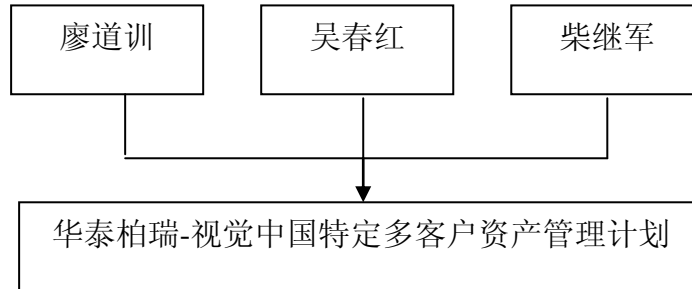 廖道训
吴春红
柴继军
华泰柏瑞-视觉中国特定多客户资产管理计划